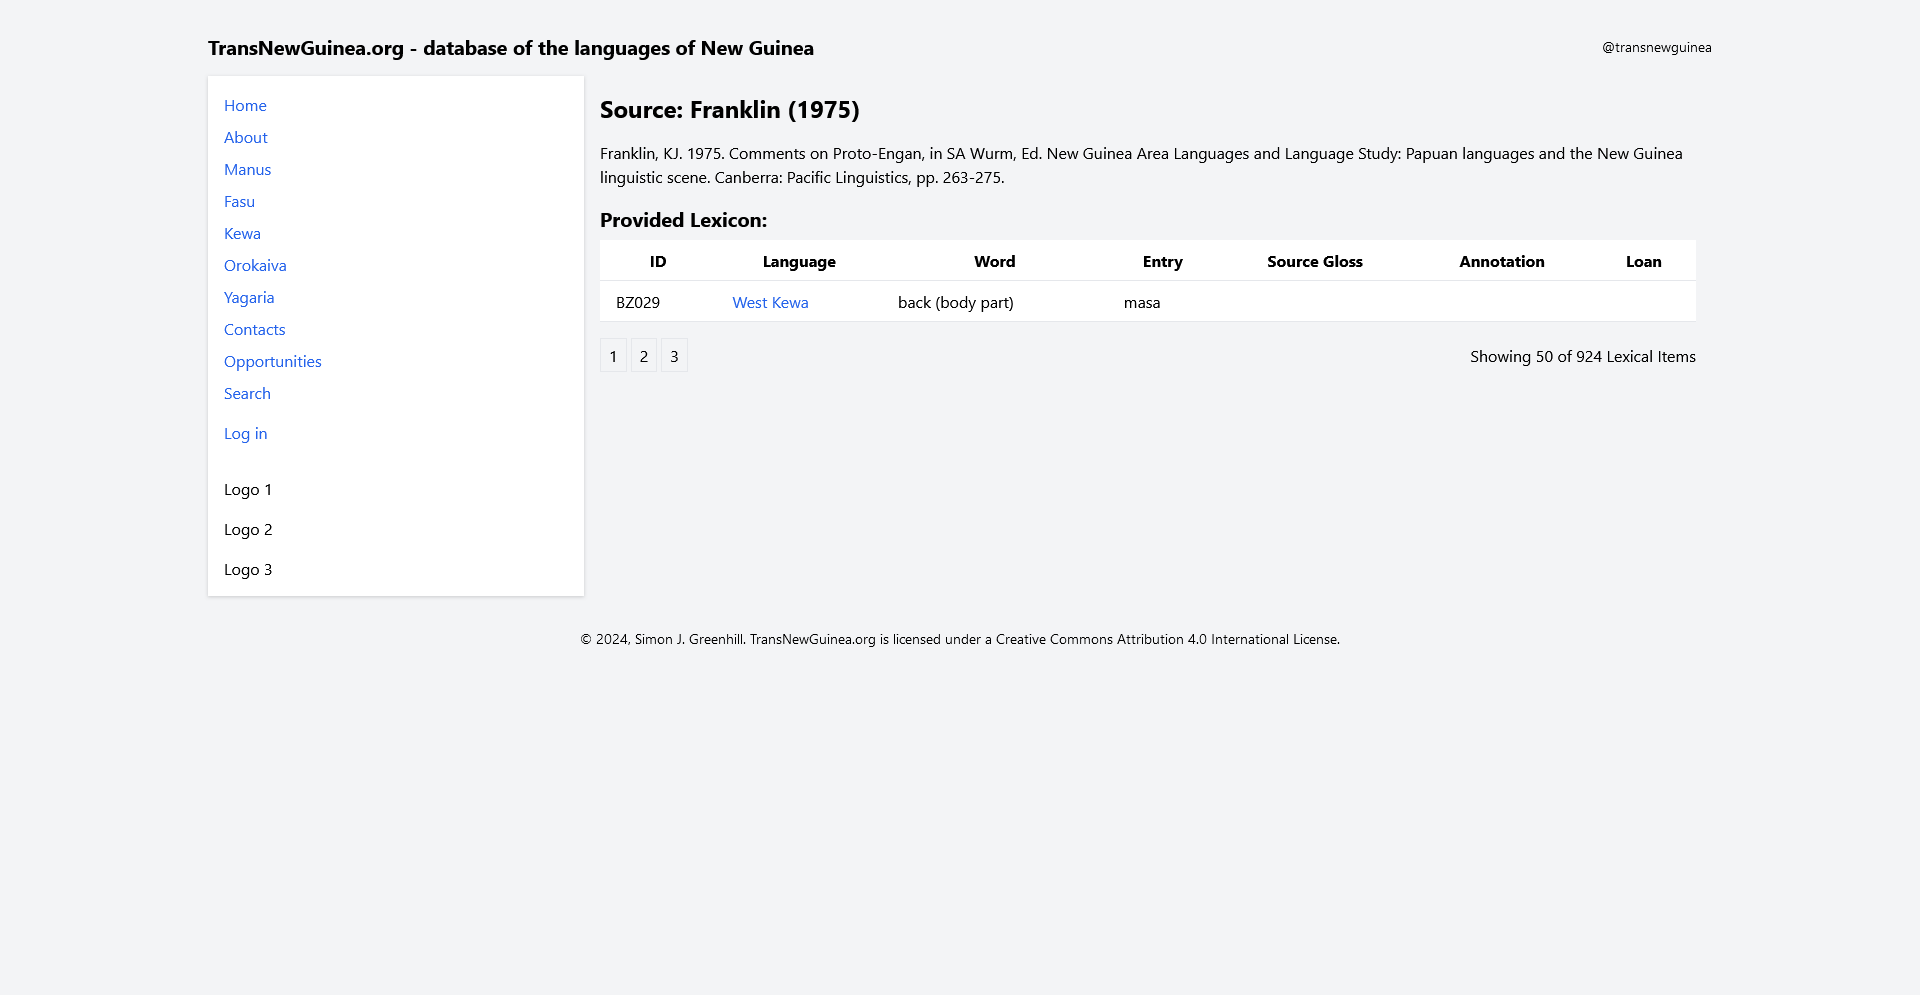 TransNewGuinea.org - database of the languages of New Guinea
@transnewguinea
Home
About
Manus
Fasu
Kewa
Orokaiva
Yagaria
Contacts
Opportunities
Search
Log in
Logo 1
Logo 2
Logo 3
Source: Franklin (1975)
Franklin, KJ. 1975. Comments on Proto-Engan, in SA Wurm, Ed. New Guinea Area Languages and Language Study: Papuan languages and the New Guinea
linguistic scene. Canberra: Pacific Linguistics, pp. 263-275.
Provided Lexicon:
ID Language Word Entry Source Gloss Annotation Loan
BZ029 West Kewa back (body part) masa
1 2 3 Showing 50 of 924 Lexical Items
© 2024, Simon J. Greenhill. TransNewGuinea.org is licensed under a Creative Commons Attribution 4.0 International License.